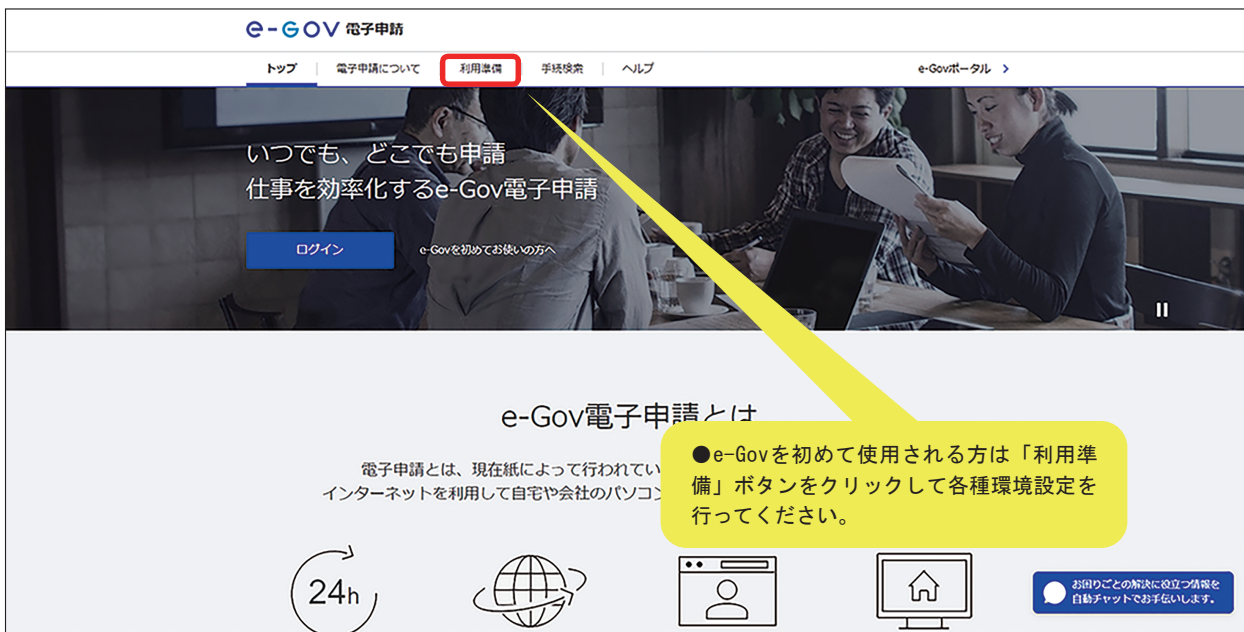 e-GOV 電子申請
トップ
電子申請について
利用準備
手続検索
ヘルプ
e-Govポータル
いつでも、どこでも申請
仕事を効率化するe-Gov電子申請
ログイン
e-Govを初めてお使いの方へ
e-Gov電子申請とは
電子申請とは、現在紙によって行われてい
インターネットを利用して自宅や会社のパソコン
●e-Govを初めて使用される方は「利用準
備」ボタンをクリックして各種環境設定を
行ってください。
24h
お困りごとの解決に役立つ情報を
自動チャットでお手伝いします。